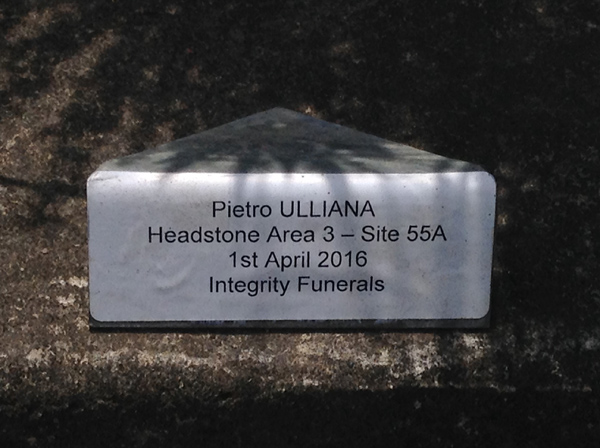 Pietro ULLIANA
Headstone Area 3 – Site 55A
1st April 2016
Integrity Funerals